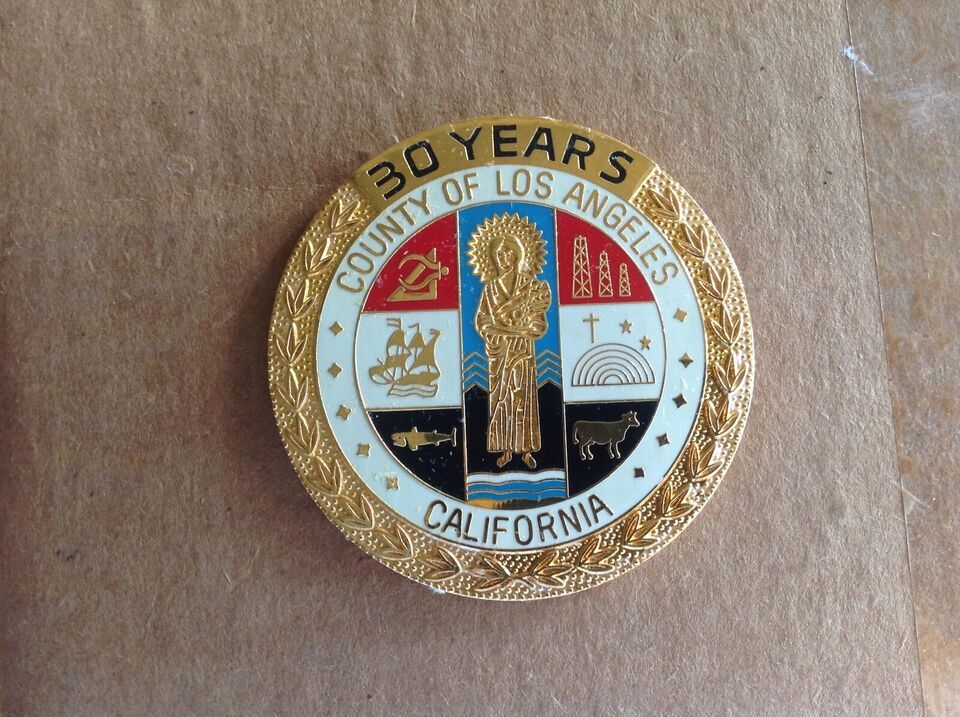 30 YEARS
COUNTY OF LOS ANGELES
CALIFORNIA